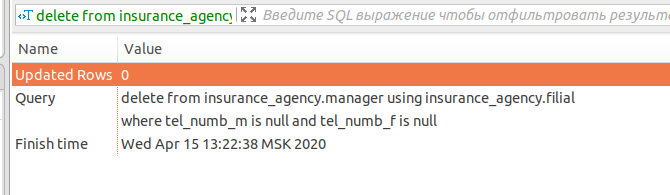 delete from insurance_agency Введите SQL выражение чтобы отфильтровать результ
Name Value
Updated Rows 0
Query delete from insurance_agency.manager using insurance_agency.filial
where tel_numb_m is null and tel_numb_f is null
Finish time Wed Apr 15 13:22:38 MSK 2020